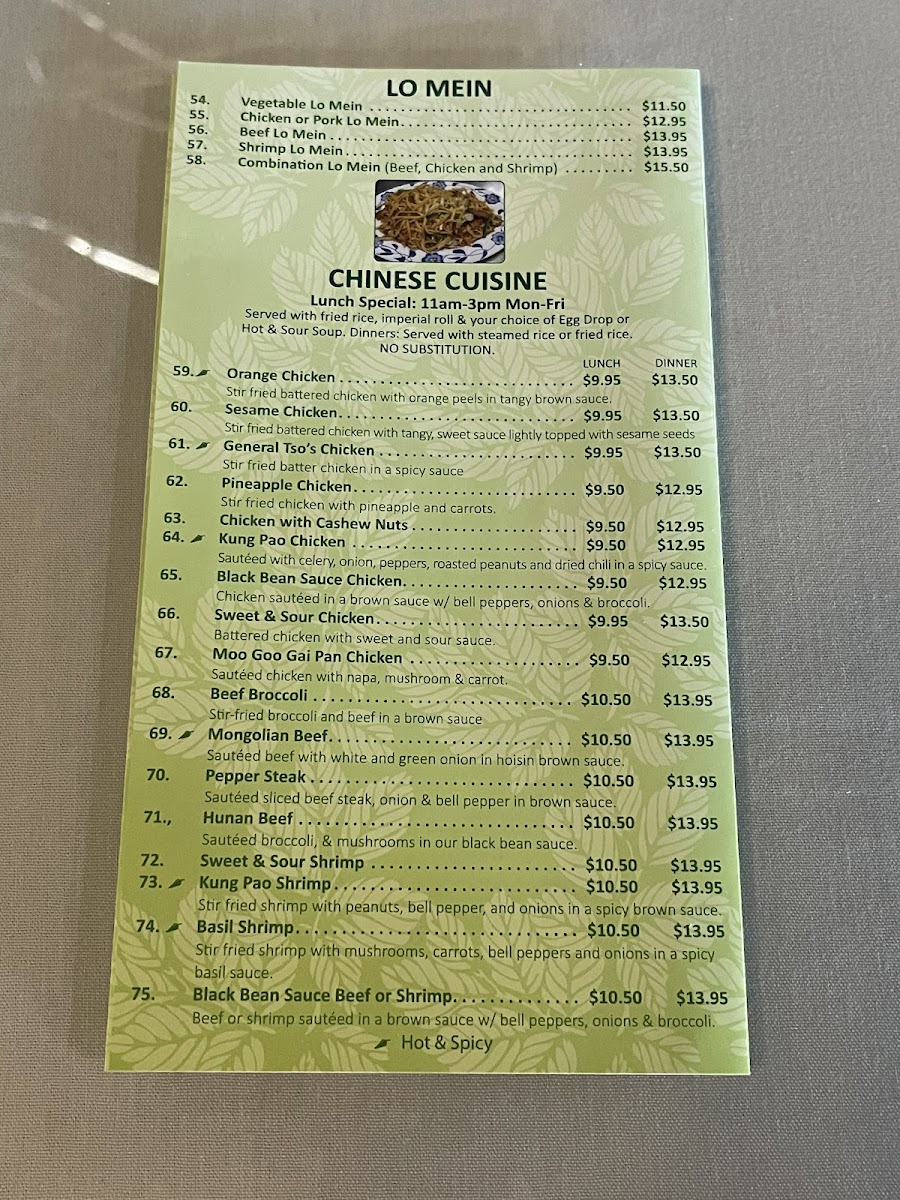 LO MEIN
54. Vegetable Lo Mein ................................ $11.50
55. Chicken or Pork Lo Mein............................. $12.95
56. Beef Lo Mein ..................................... $13.95
57. Shrimp Lo Mein.................................... $13.95
58. Combination Lo Mein (Beef, Chicken and Shrimp) ......... $15.50
CHINESE CUISINE
Lunch Special: 11am-3pm Mon-Fri
Served with fried rice, imperial roll & your choice of Egg Drop or
Hot & Sour Soup. Dinners: Served with steamed rice or fried rice.
NO SUBSTITUTION.
LUNCH DINNER
59. Orange Chicken ............................. $9.95 $13.50
Stir fried battered chicken with orange peels in tangy brown sauce.
60. Sesame Chicken............................. $9.95 $13.50
Stir fried battered chicken with tangy, sweet sauce lightly topped with sesame seeds
61. General Tso's Chicken ......................... $9.95 $13.50
Stir fried batter chicken in a spicy sauce
62. Pineapple Chicken............................ $9.50 $12.95
Stir fried chicken with pineapple and carrots.
63. Chicken with Cashew Nuts ..................... $9.50 $12.95
64. Kung Pao Chicken ............................ $9.50 $12.95
Sautéed with celery, onion, peppers, roasted peanuts and dried chili in a spicy sauce.
65. Black Bean Sauce Chicken...................... $9.50 $12.95
Chicken sautéed in a brown sauce w/ bell peppers, onions & broccoli.
66. Sweet & Sour Chicken.......................... $9.95 $13.50
Battered chicken with sweet and sour sauce.
67. Moo Goo Gai Pan Chicken ..................... $9.50 $12.95
Sautéed chicken with napa, mushroom & carrot.
68. Beef Broccoli ................................ $10.50 $13.95
Stir-fried broccoli and beef in a brown sauce
69. Mongolian Beef.............................. $10.50 $13.95
Sautéed beef with white and green onion in hoisin brown sauce.
70. Pepper Steak ................................ $10.50 $13.95
Sautéed sliced beef steak, onion & bell pepper in brown sauce.
71., Hunan Beef ................................. $10.50 $13.95
Sautéed broccoli, & mushrooms in our black bean sauce.
72. Sweet & Sour Shrimp ......................... $10.50 $13.95
73. Kung Pao Shrimp............................. $10.50 $13.95
Stir fried shrimp with peanuts, bell pepper, and onions in a spicy brown sauce.
74. Basil Shrimp................................. $10.50 $13.95
Stir fried shrimp with mushrooms, carrots, bell peppers and onions in a spicy
basil sauce.
75. Black Bean Sauce Beef or Shrimp.............. $10.50 $13.95
Beef or shrimp sautéed in a brown sauce w/ bell peppers, onions & broccoli.
Hot & Spicy